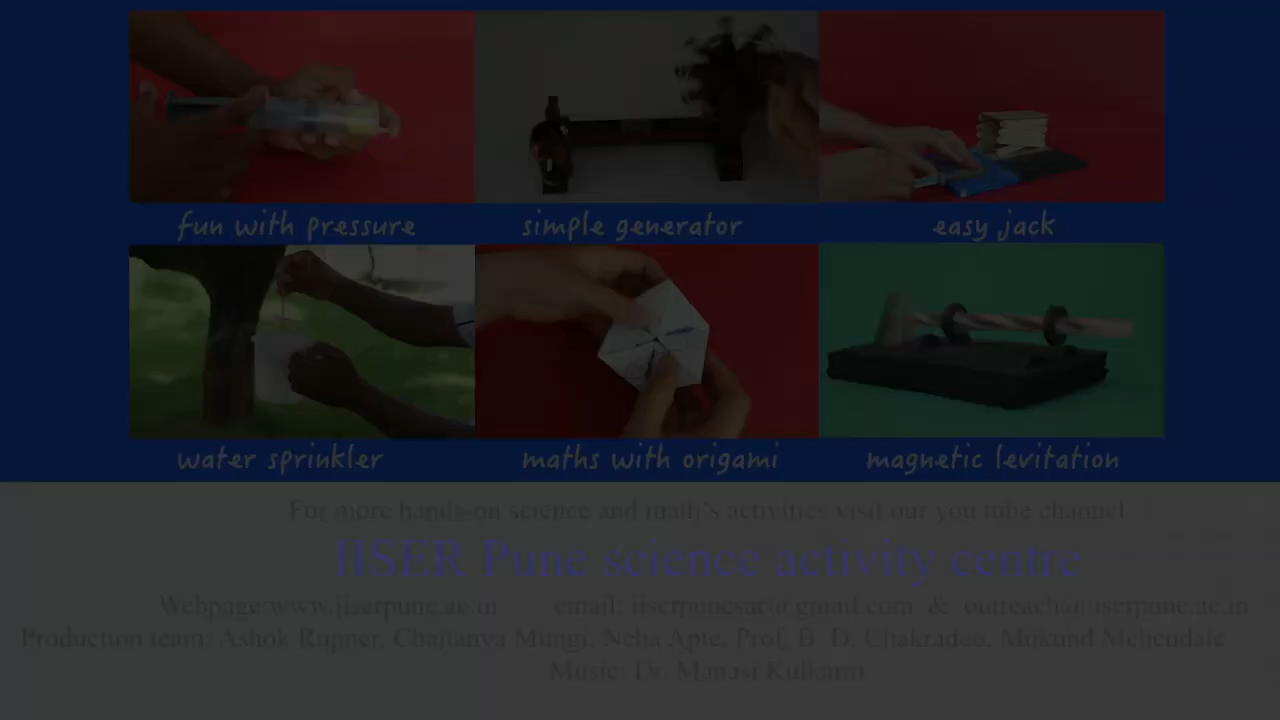 fun with pressure simple generator easy jack
water sprinkler maths with origami magnetic levitation
For more hands-on science and math's activities visit our you tube channel
IISER Pune science activity centre
Webpage:www.iiserpune.ac.in email: iiserpunesac@gmail.com & outreach@iiserpune.ac.in
Production team: Ashok Rupner, Chaitanya Mungi, Neha Apte, Prof. B. D. Chakradeo, Mukund Mehendale
Music: Dr. Manasi Kulkarni